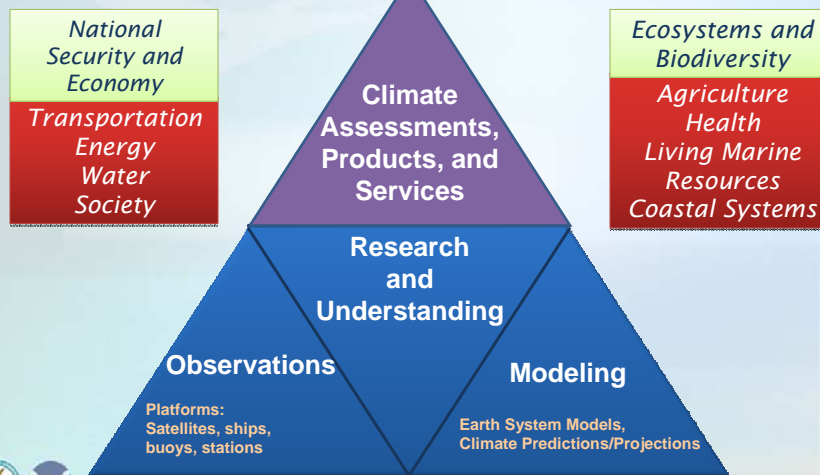 National
Security and
Economy
Transportation
Energy
Water
Society
Climate
Assessments,
Products, and
Services
Ecosystems and
Biodiversity
Agriculture
Health
Living Marine
Resources
Coastal Systems
Research
and
Understanding
Observations
Platforms:
Satellites, ships,
buoys, stations
Modeling
Earth System Models,
Climate Predictions/Projections